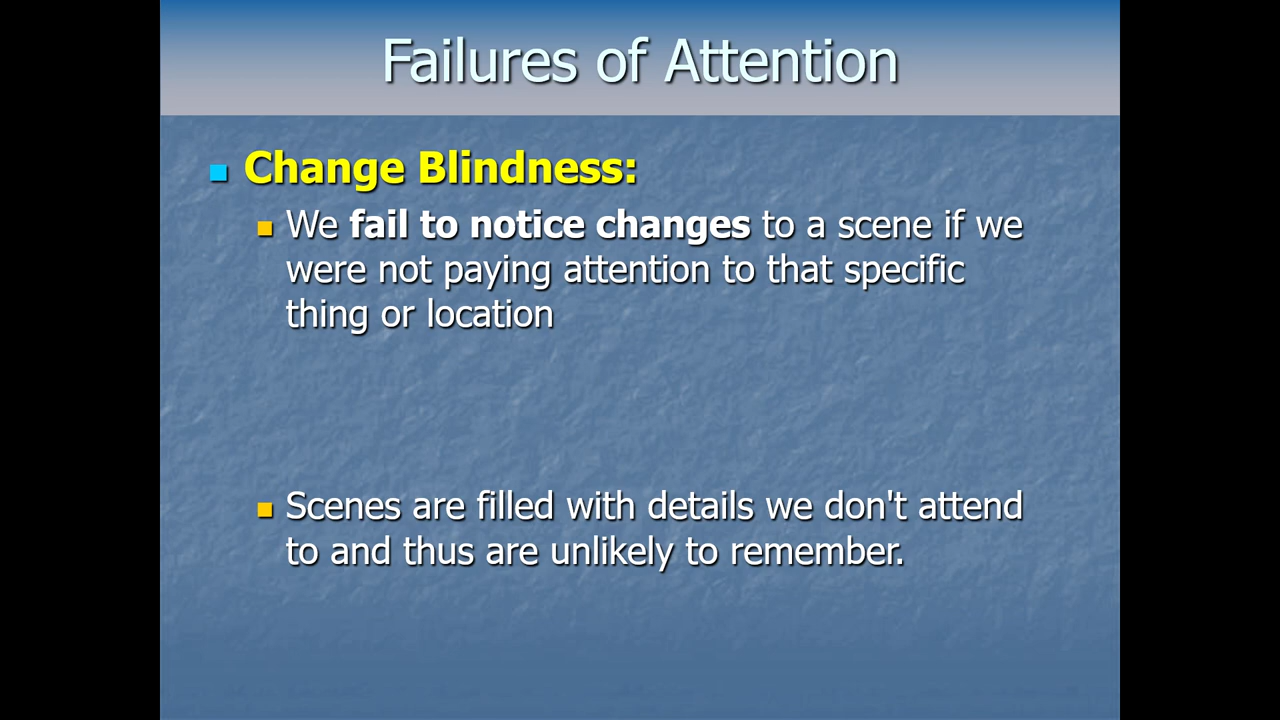 Failures of Attention
Change Blindness:
We fail to notice changes to a scene if we
were not paying attention to that specific
thing or location
Scenes are filled with details we don't attend
to and thus are unlikely to remember.